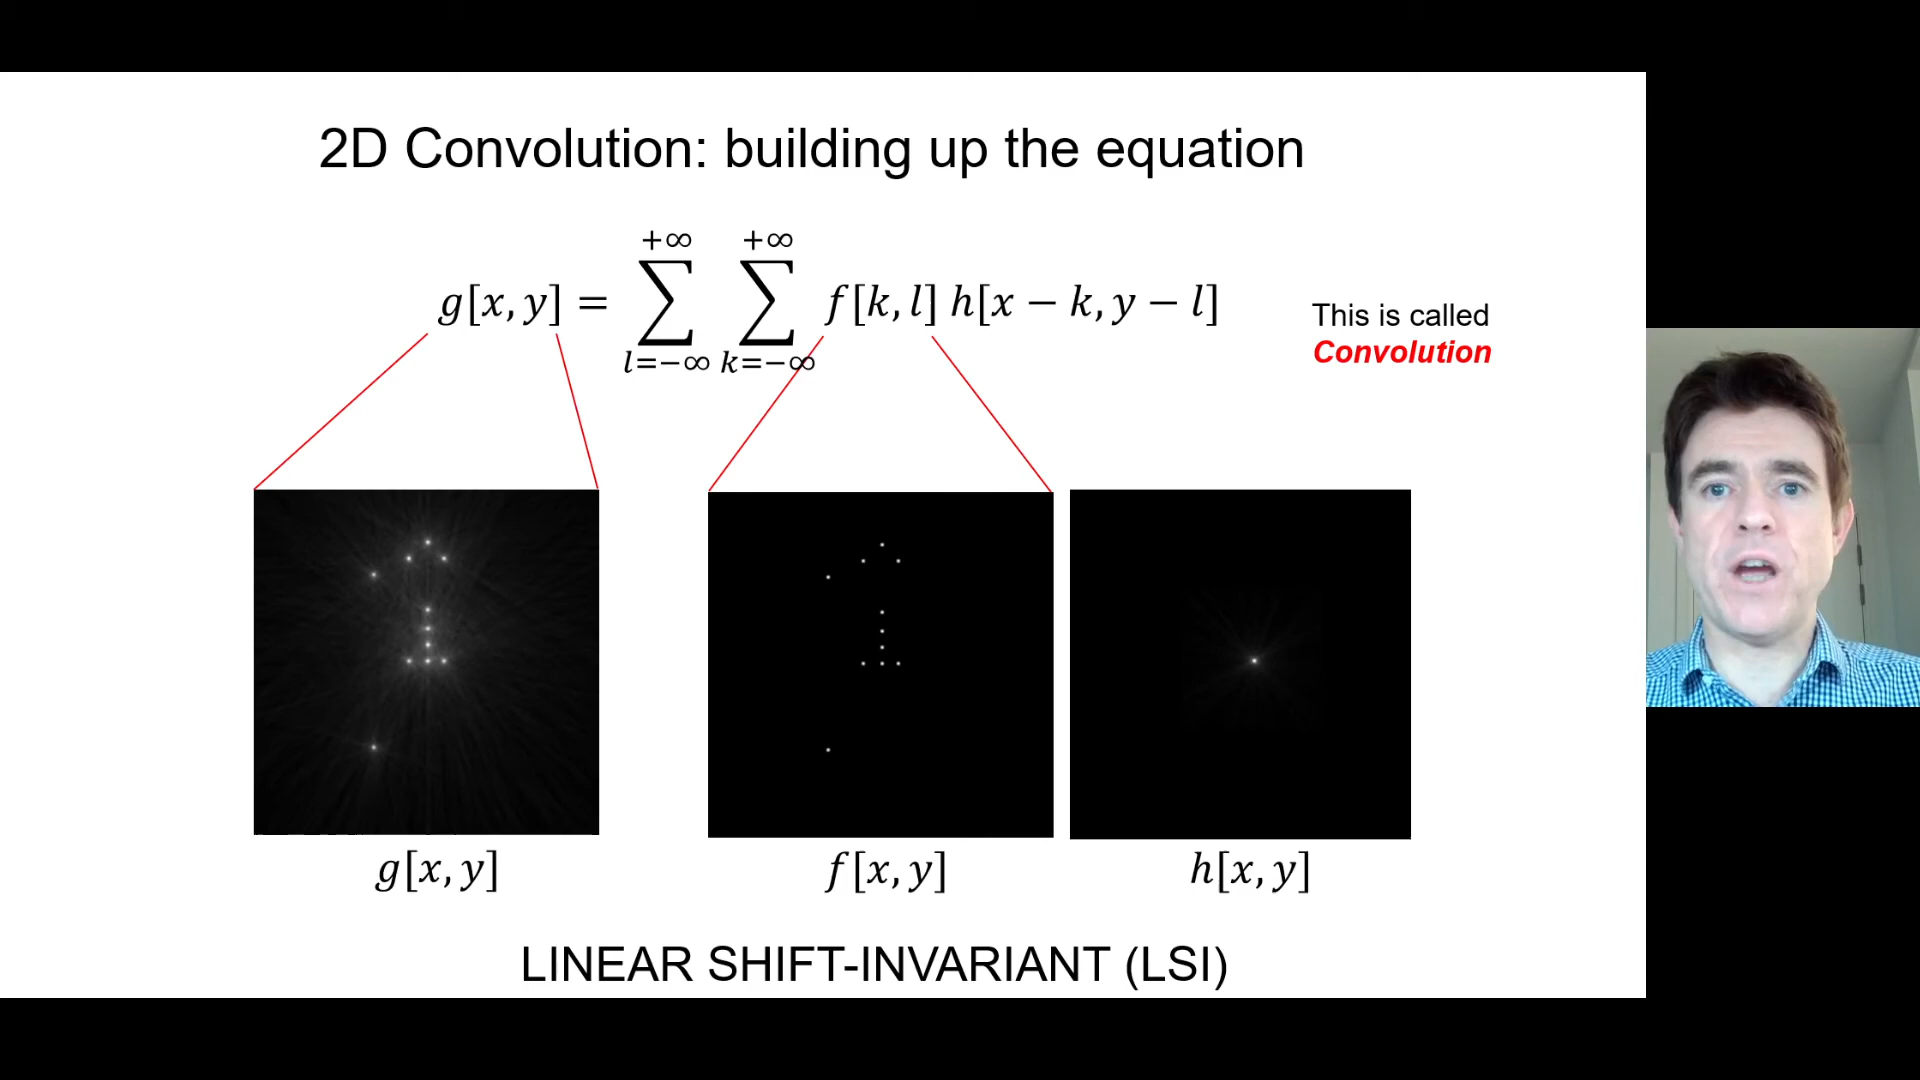 2D Convolution: building up the equation
+∞ +∞
g[x, y] = ∑ ∑ f[k, l] h[x − k, y − l]
l=−∞ k=−∞
This is called
Convolution
g[x, y]
f[x, y]
h[x, y]
LINEAR SHIFT-INVARIANT (LSI)